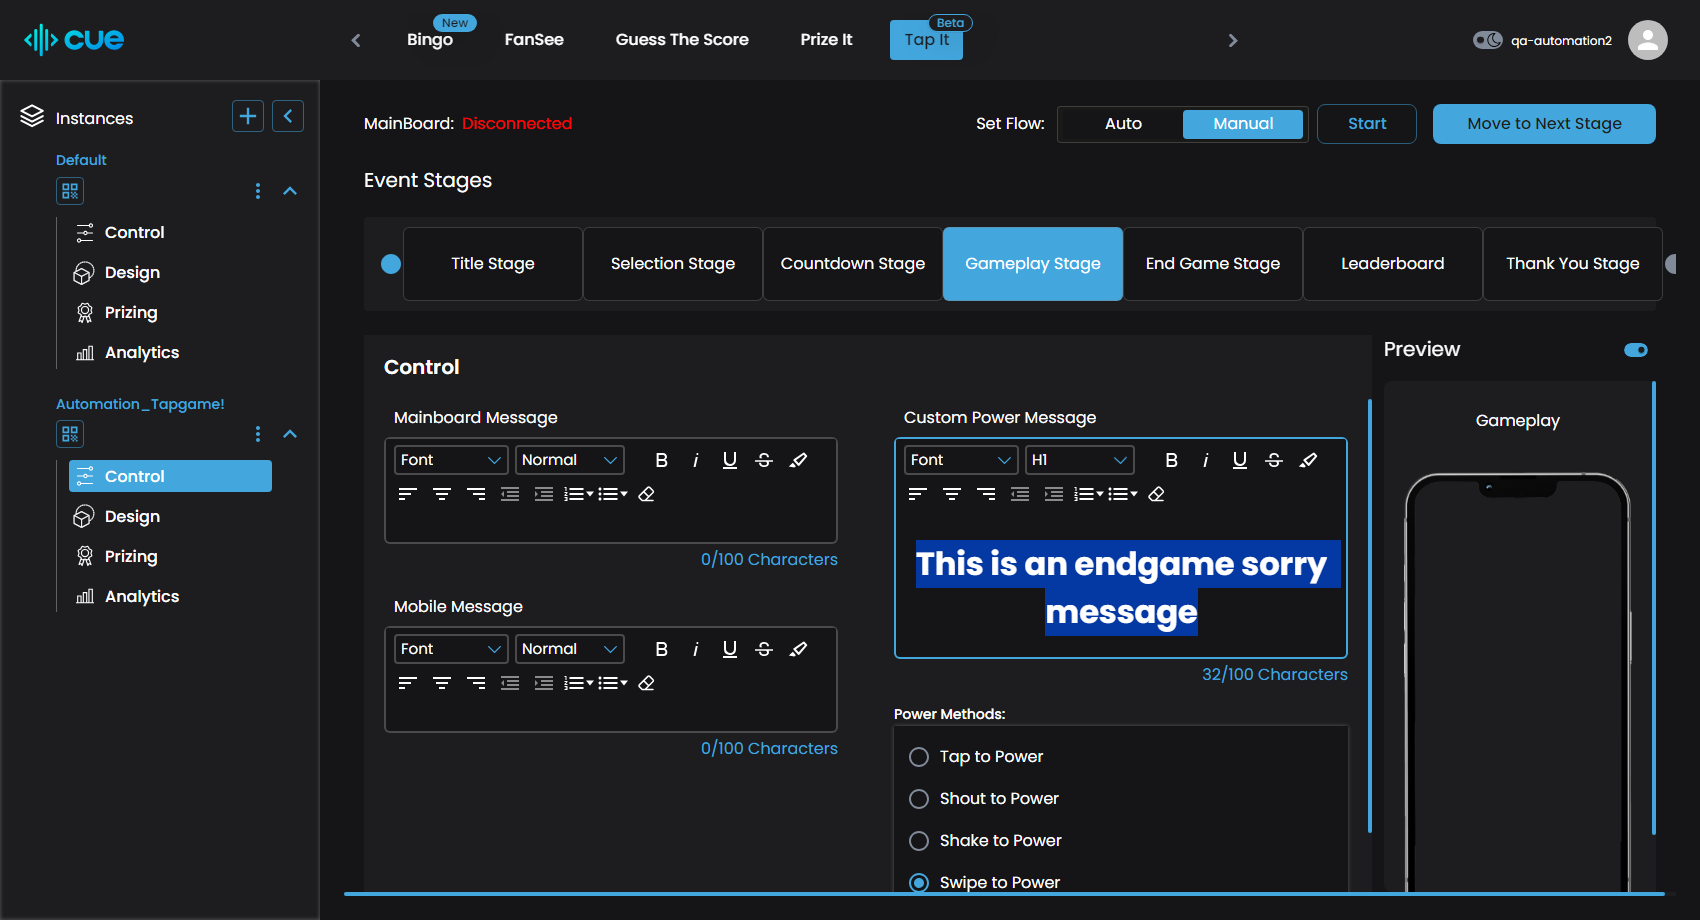 cue
Bingo
New
FanSee
Guess The Score
Prize It
Tap It
Beta
qa-automation2
Instances
Default
Control
Design
Prizing
Analytics
Automation_Tapgame!
Control
Design
Prizing
Analytics
MainBoard: Disconnected
Set Flow:
Auto
Manual
Start
Move to Next Stage
Event Stages
Title Stage
Selection Stage
Countdown Stage
Gameplay Stage
End Game Stage
Leaderboard
Thank You Stage
Control
Mainboard Message
Font
Normal
B i U S
0/100 Characters
Mobile Message
Font
Normal
B i U S
0/100 Characters
Custom Power Message
Font
H1
B i U S
This is an endgame sorry
message
32/100 Characters
Power Methods:
Tap to Power
Shout to Power
Shake to Power
Swipe to Power
Preview
Gameplay